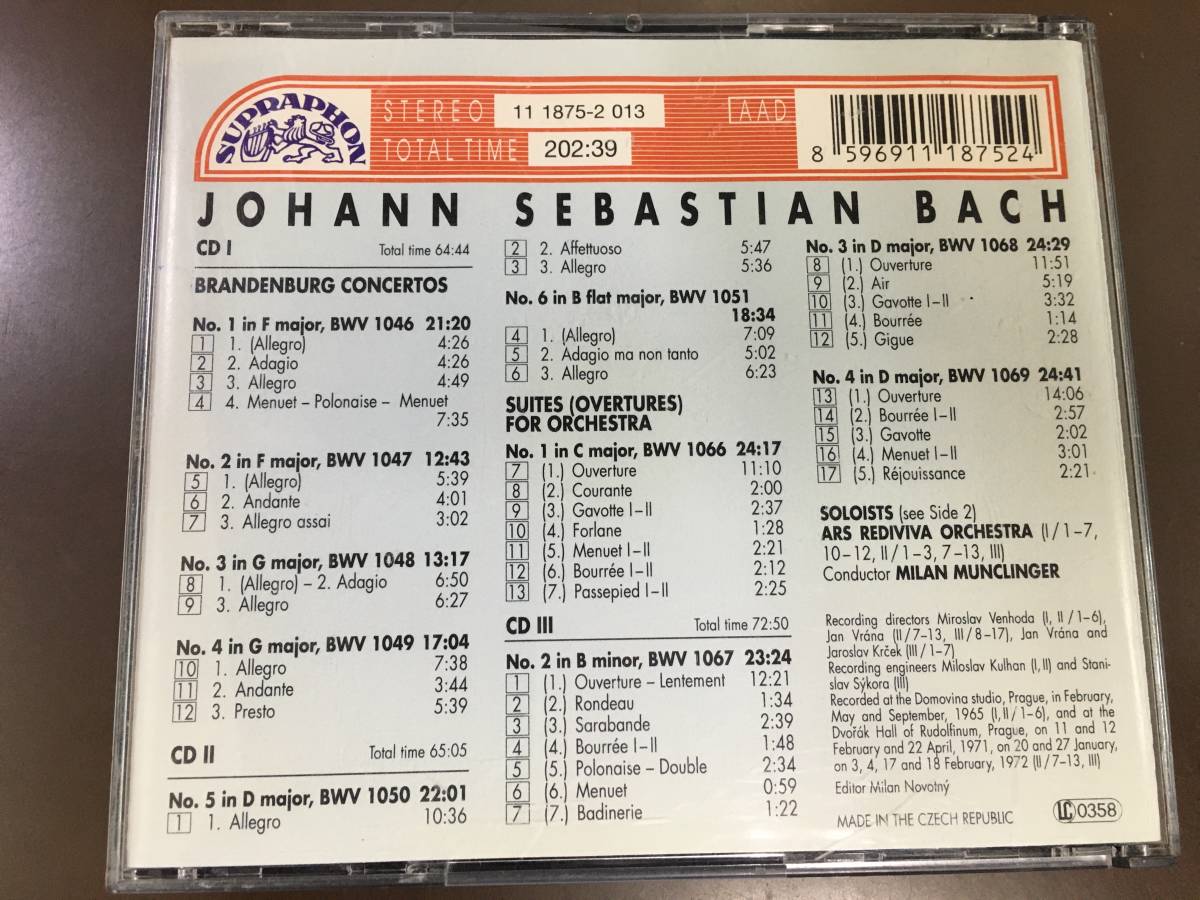 SUPRAPHON
STEREO 11 1875-2 013 AAD
TOTAL TIME 202:39
8 596911 187524
JOHANN SEBASTIAN BACH
CD I Total time 64:44
BRANDENBURG CONCERTOS
No. 1 in F major, BWV 1046 21:20
1 1. (Allegro) 4:26
2 2. Adagio 4:26
3 3. Allegro 4:49
4 4. Menuet – Polonaise – Menuet
7:35
No. 2 in F major, BWV 1047 12:43
5 1. (Allegro) 5:39
6 2. Andante 4:01
7 3. Allegro assai 3:02
No. 3 in G major, BWV 1048 13:17
8 1. (Allegro) – 2. Adagio 6:50
9 3. Allegro 6:27
No. 4 in G major, BWV 1049 17:04
10 1. Allegro 7:38
11 2. Andante 3:44
12 3. Presto 5:39
CD II Total time 65:05
No. 5 in D major, BWV 1050 22:01
1 1. Allegro 10:36
2 2. Affettuoso 5:47
3 3. Allegro 5:36
No. 6 in B flat major, BWV 1051
18:34
4 1. (Allegro) 7:09
5 2. Adagio ma non tanto 5:02
6 3. Allegro 6:23
SUITES (OVERTURES)
FOR ORCHESTRA
No. 1 in C major, BWV 1066 24:17
7 (1.) Ouverture 11:10
8 (2.) Courante 2:00
9 (3.) Gavotte I–II 2:37
10 (4.) Forlane 1:28
11 (5.) Menuet I–II 2:21
12 (6.) Bourrée I–II 2:12
13 (7.) Passepied I–II 2:25
CD III Total time 72:50
No. 2 in B minor, BWV 1067 23:24
1 (1.) Ouverture – Lentement 12:21
2 (2.) Rondeau 1:34
3 (3.) Sarabande 2:39
4 (4.) Bourrée I–II 1:48
5 (5.) Polonaise – Double 2:34
6 (6.) Menuet 0:59
7 (7.) Badinerie 1:22
No. 3 in D major, BWV 1068 24:29
8 (1.) Ouverture 11:51
9 (2.) Air 5:19
10 (3.) Gavotte I–II 3:32
11 (4.) Bourrée 1:14
12 (5.) Gigue 2:28
No. 4 in D major, BWV 1069 24:41
13 (1.) Ouverture 14:06
14 (2.) Bourrée I–II 2:57
15 (3.) Gavotte 2:02
16 (4.) Menuet I–II 3:01
17 (5.) Réjouissance 2:21
SOLOISTS (see Side 2)
ARS REDIVIVA ORCHESTRA (I/1–7,
10–12, II/1–3, 7–13, III)
Conductor MILAN MUNCLINGER
Recording directors Miroslav Venhoda (I, II/1–6),
Jan Vrána (II/7–13, III/8–17), Jan Vrána and
Jaroslav Krček (III/1–7)
Recording engineers Miloslav Kulhan (I, II) and Stani-
slav Sýkora (III)
Recorded at the Domovina studio, Prague, in February,
May and September, 1965 (I, II/1–6), and at the
Dvořák Hall of Rudolfinum, Prague, on 11 and 12
February and 22 April, 1971, on 20 and 27 January,
on 3, 4, 17 and 18 February, 1972 (II/7–13, III)
Editor Milan Novotný
MADE IN THE CZECH REPUBLIC LC 0358